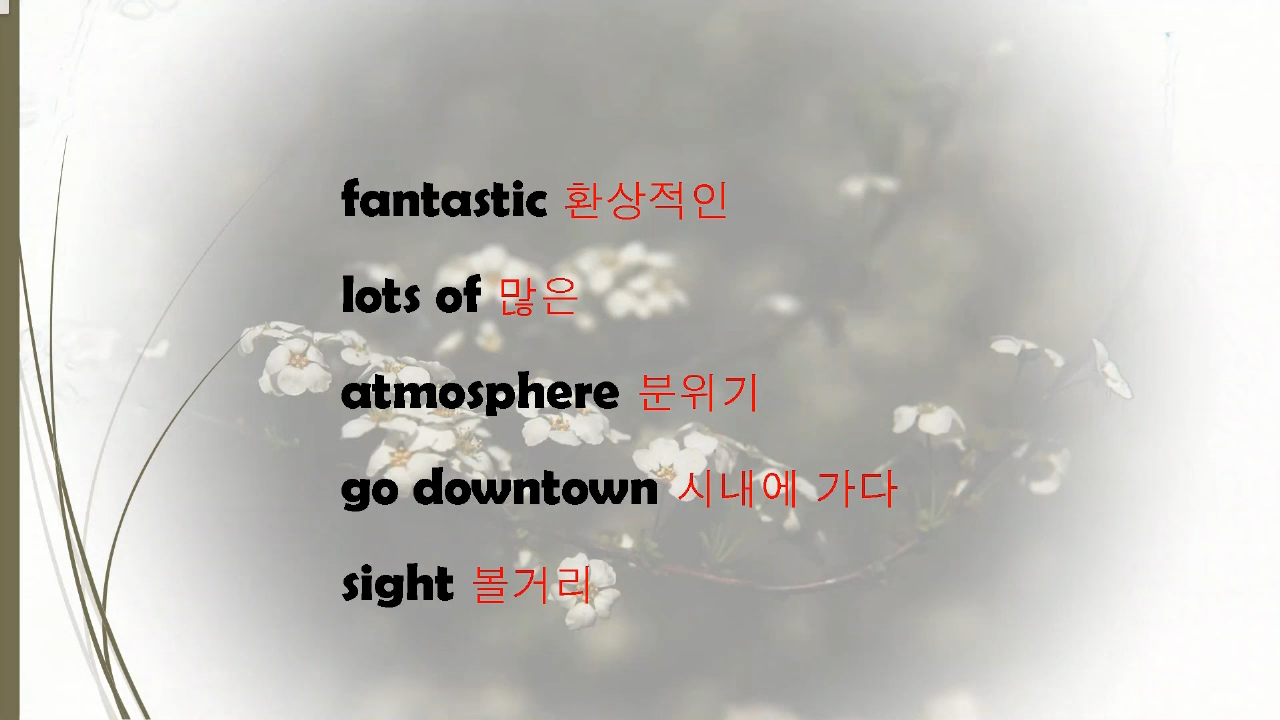 fantastic 환상적인
lots of 많은
atmosphere 분위기
go downtown 시내에 가다
sight 볼거리